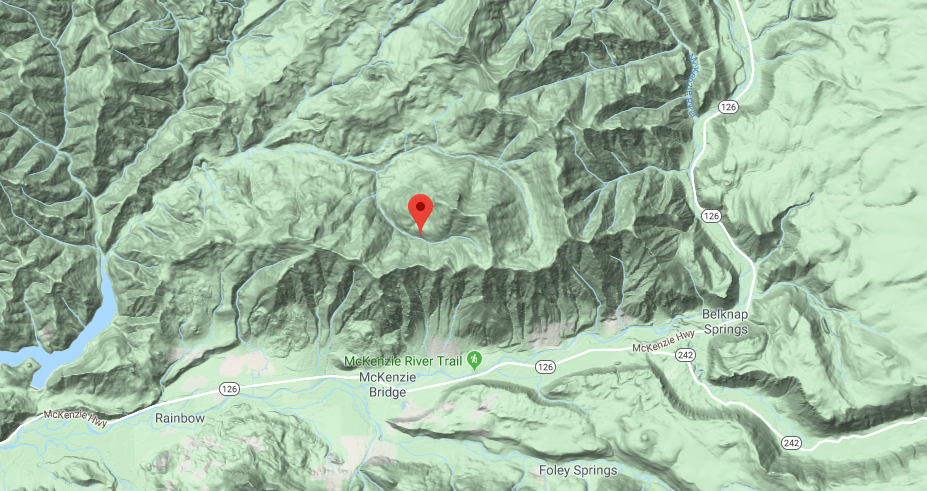 McKenzie River
126
126
Belknap
Springs
McKenzie Hwy
242
McKenzie River Trail
126
McKenzie
Bridge
126
McKenzie Hwy
Rainbow
242
Foley Springs